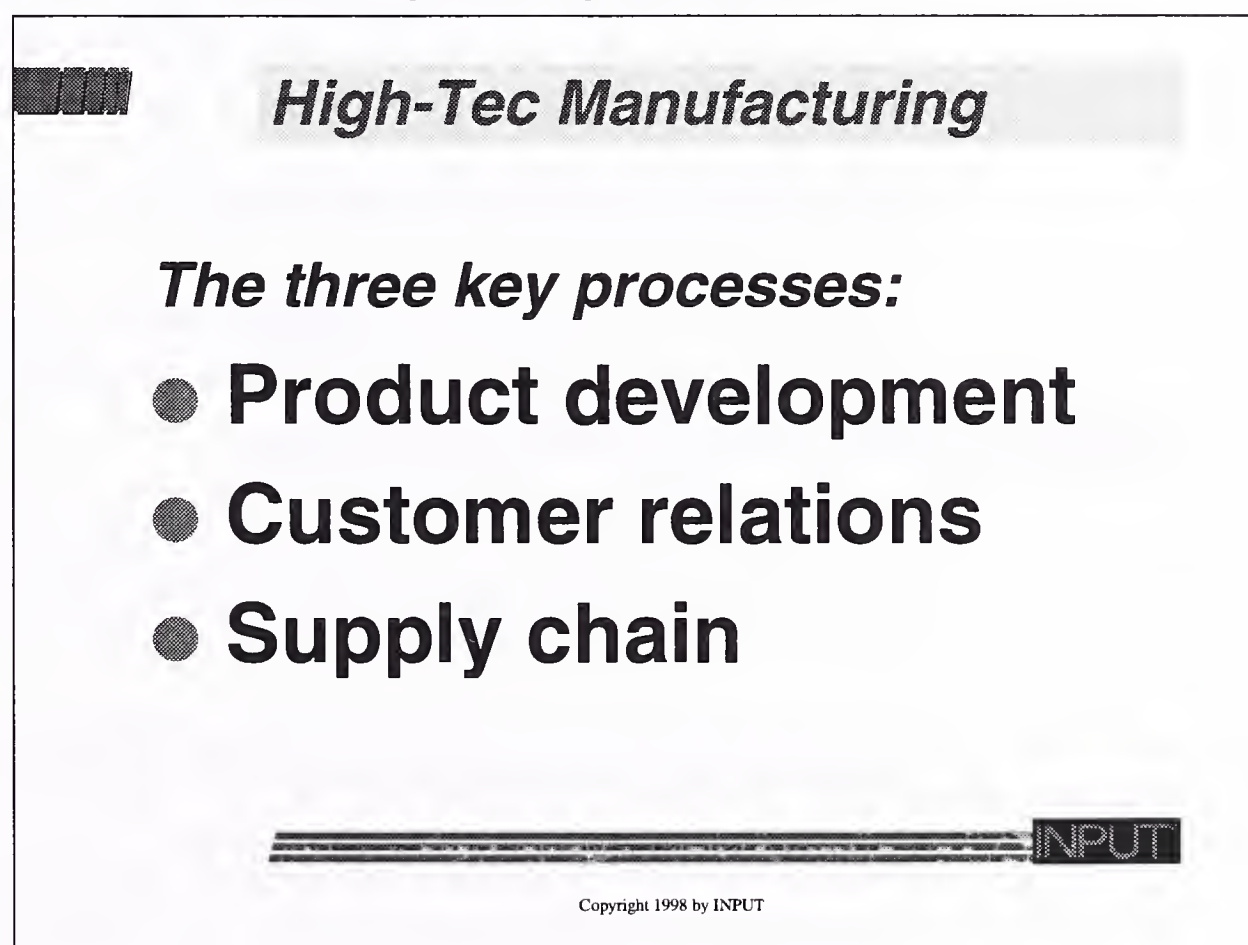 High-Tec Manufacturing
The three key processes:
Product development
Customer relations
Supply chain
INPUT
Copyright 1998 by INPUT